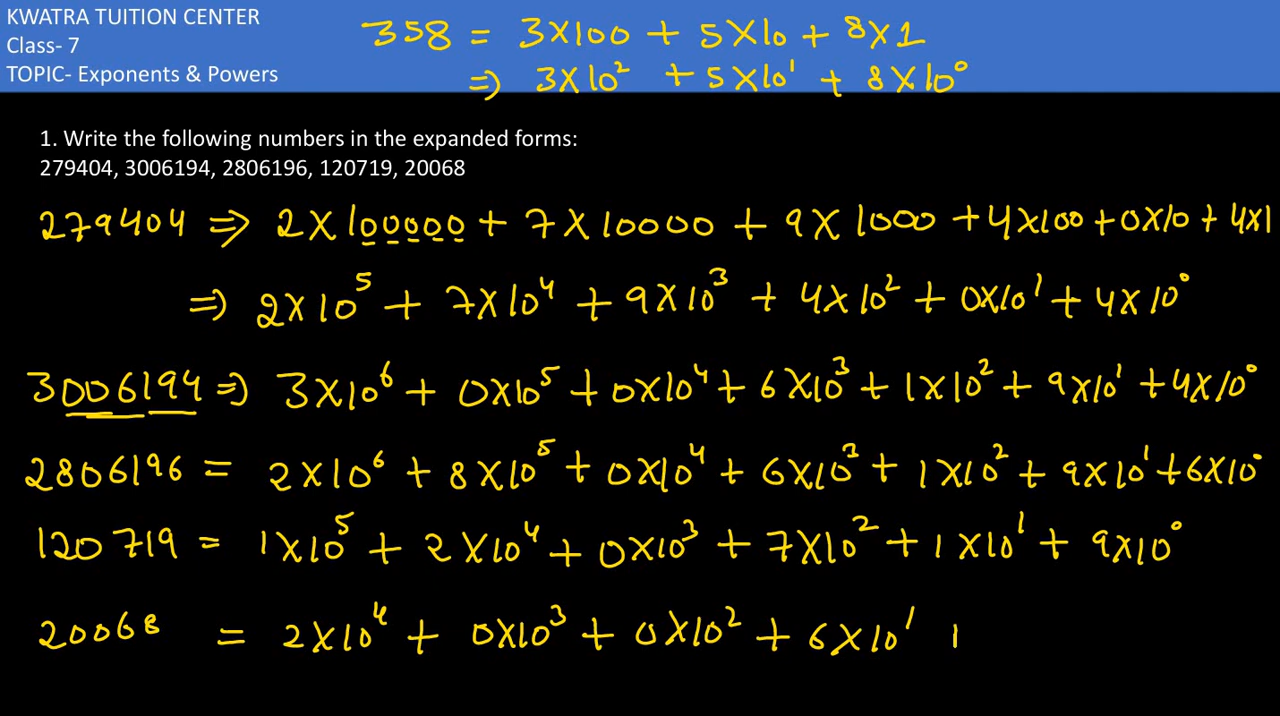 KWATRA TUITION CENTER
Class- 7
TOPIC- Exponents & Powers
358 = 3X100 + 5X10 + 8X1
=> 3X10² + 5X10¹ + 8X10⁰
1. Write the following numbers in the expanded forms:
279404, 3006194, 2806196, 120719, 20068
279404 => 2X100000 + 7X10000 + 9X1000 + 4X100 + 0X10 + 4X1
=> 2X10⁵ + 7X10⁴ + 9X10³ + 4X10² + 0X10¹ + 4X10⁰
3006194 => 3X10⁶ + 0X10⁵ + 0X10⁴ + 6X10³ + 1X10² + 9X10¹ + 4X10⁰
2806196 = 2X10⁶ + 8X10⁵ + 0X10⁴ + 6X10³ + 1X10² + 9X10¹ + 6X10⁰
120719 = 1X10⁵ + 2X10⁴ + 0X10³ + 7X10² + 1X10¹ + 9X10⁰
20068 = 2X10⁴ + 0X10³ + 0X10² + 6X10¹ |